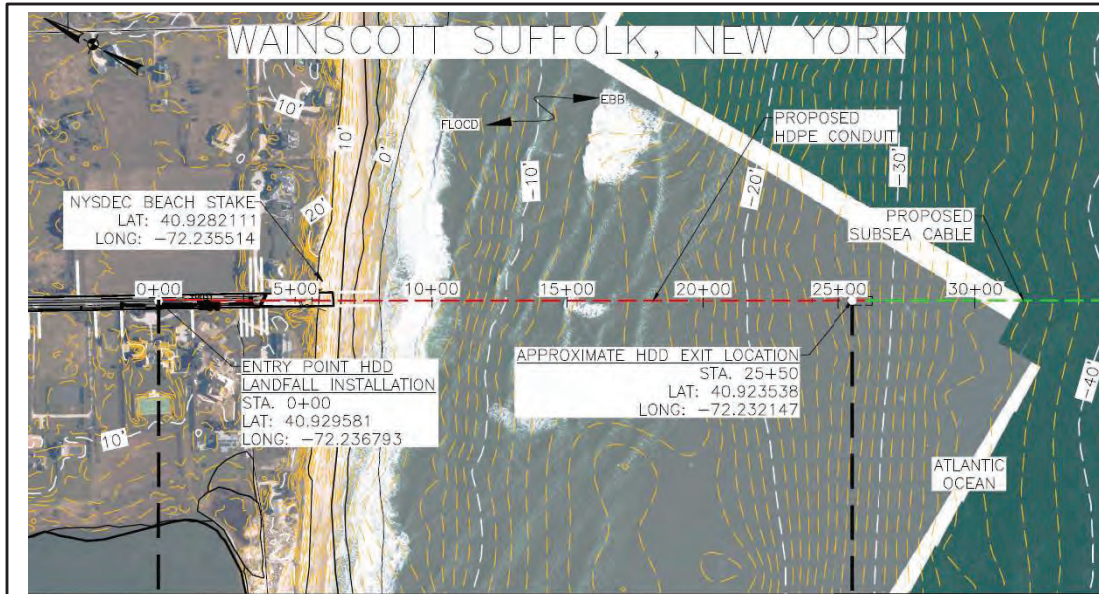 WAINSCOTT SUFFOLK, NEW YORK
10'
10'
0'
20'
EBB
FLOCD
-10'
PROPOSED
HDPE CONDUIT
-20'
-30'
NYSDEC BEACH STAKE
LAT: 40.9282111
LONG: -72.235514
PROPOSED
SUBSEA CABLE
0+00
5+00
10+00
15+00
20+00
25+00
30+00
ENTRY POINT HDD
LANDFALL INSTALLATION
STA. 0+00
LAT: 40.929581
LONG: -72.236793
APPROXIMATE HDD EXIT LOCATION
STA. 25+50
LAT: 40.923538
LONG: -72.232147
-40'
10'
ATLANTIC
OCEAN